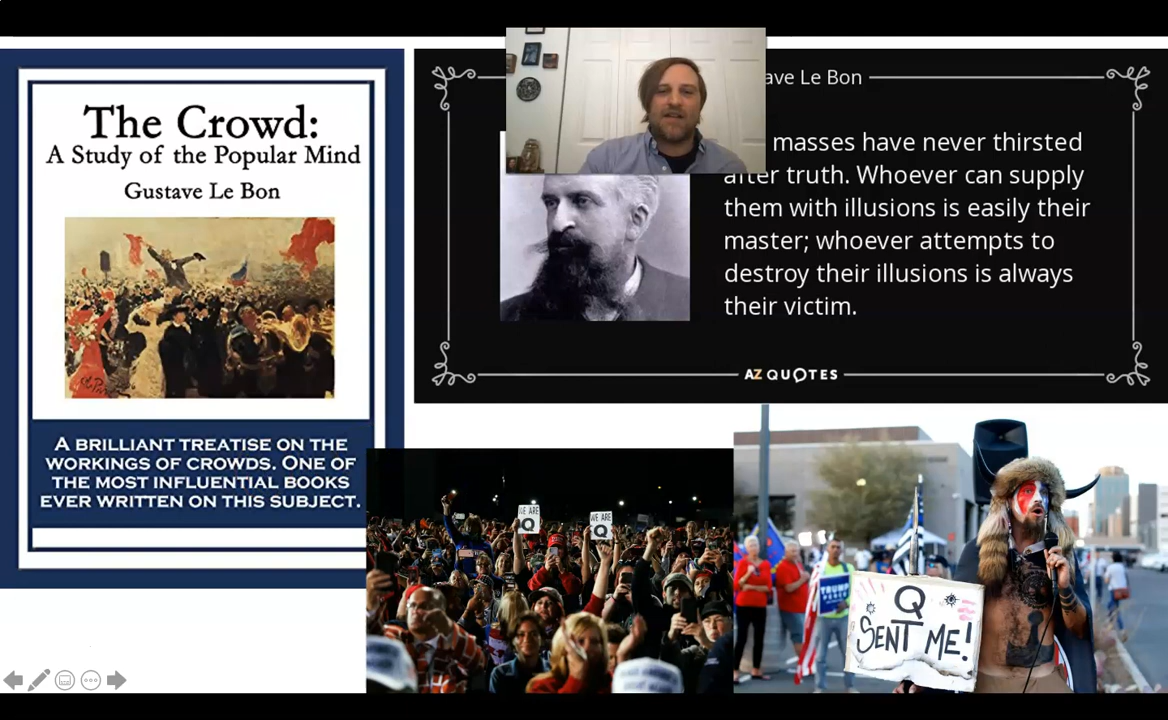 The Crowd:
A Study of the Popular Mind
Gustave Le Bon
A BRILLIANT TREATISE ON THE
WORKINGS OF CROWDS. ONE OF
THE MOST INFLUENTIAL BOOKS
EVER WRITTEN ON THIS SUBJECT.
ave Le Bon
masses have never thirsted
after truth. Whoever can supply
them with illusions is easily their
master; whoever attempts to
destroy their illusions is always
their victim.
AZ QUOTES
WE ARE
Q
WE ARE
Q
TRUMP
PENCE
Q
SENT ME!